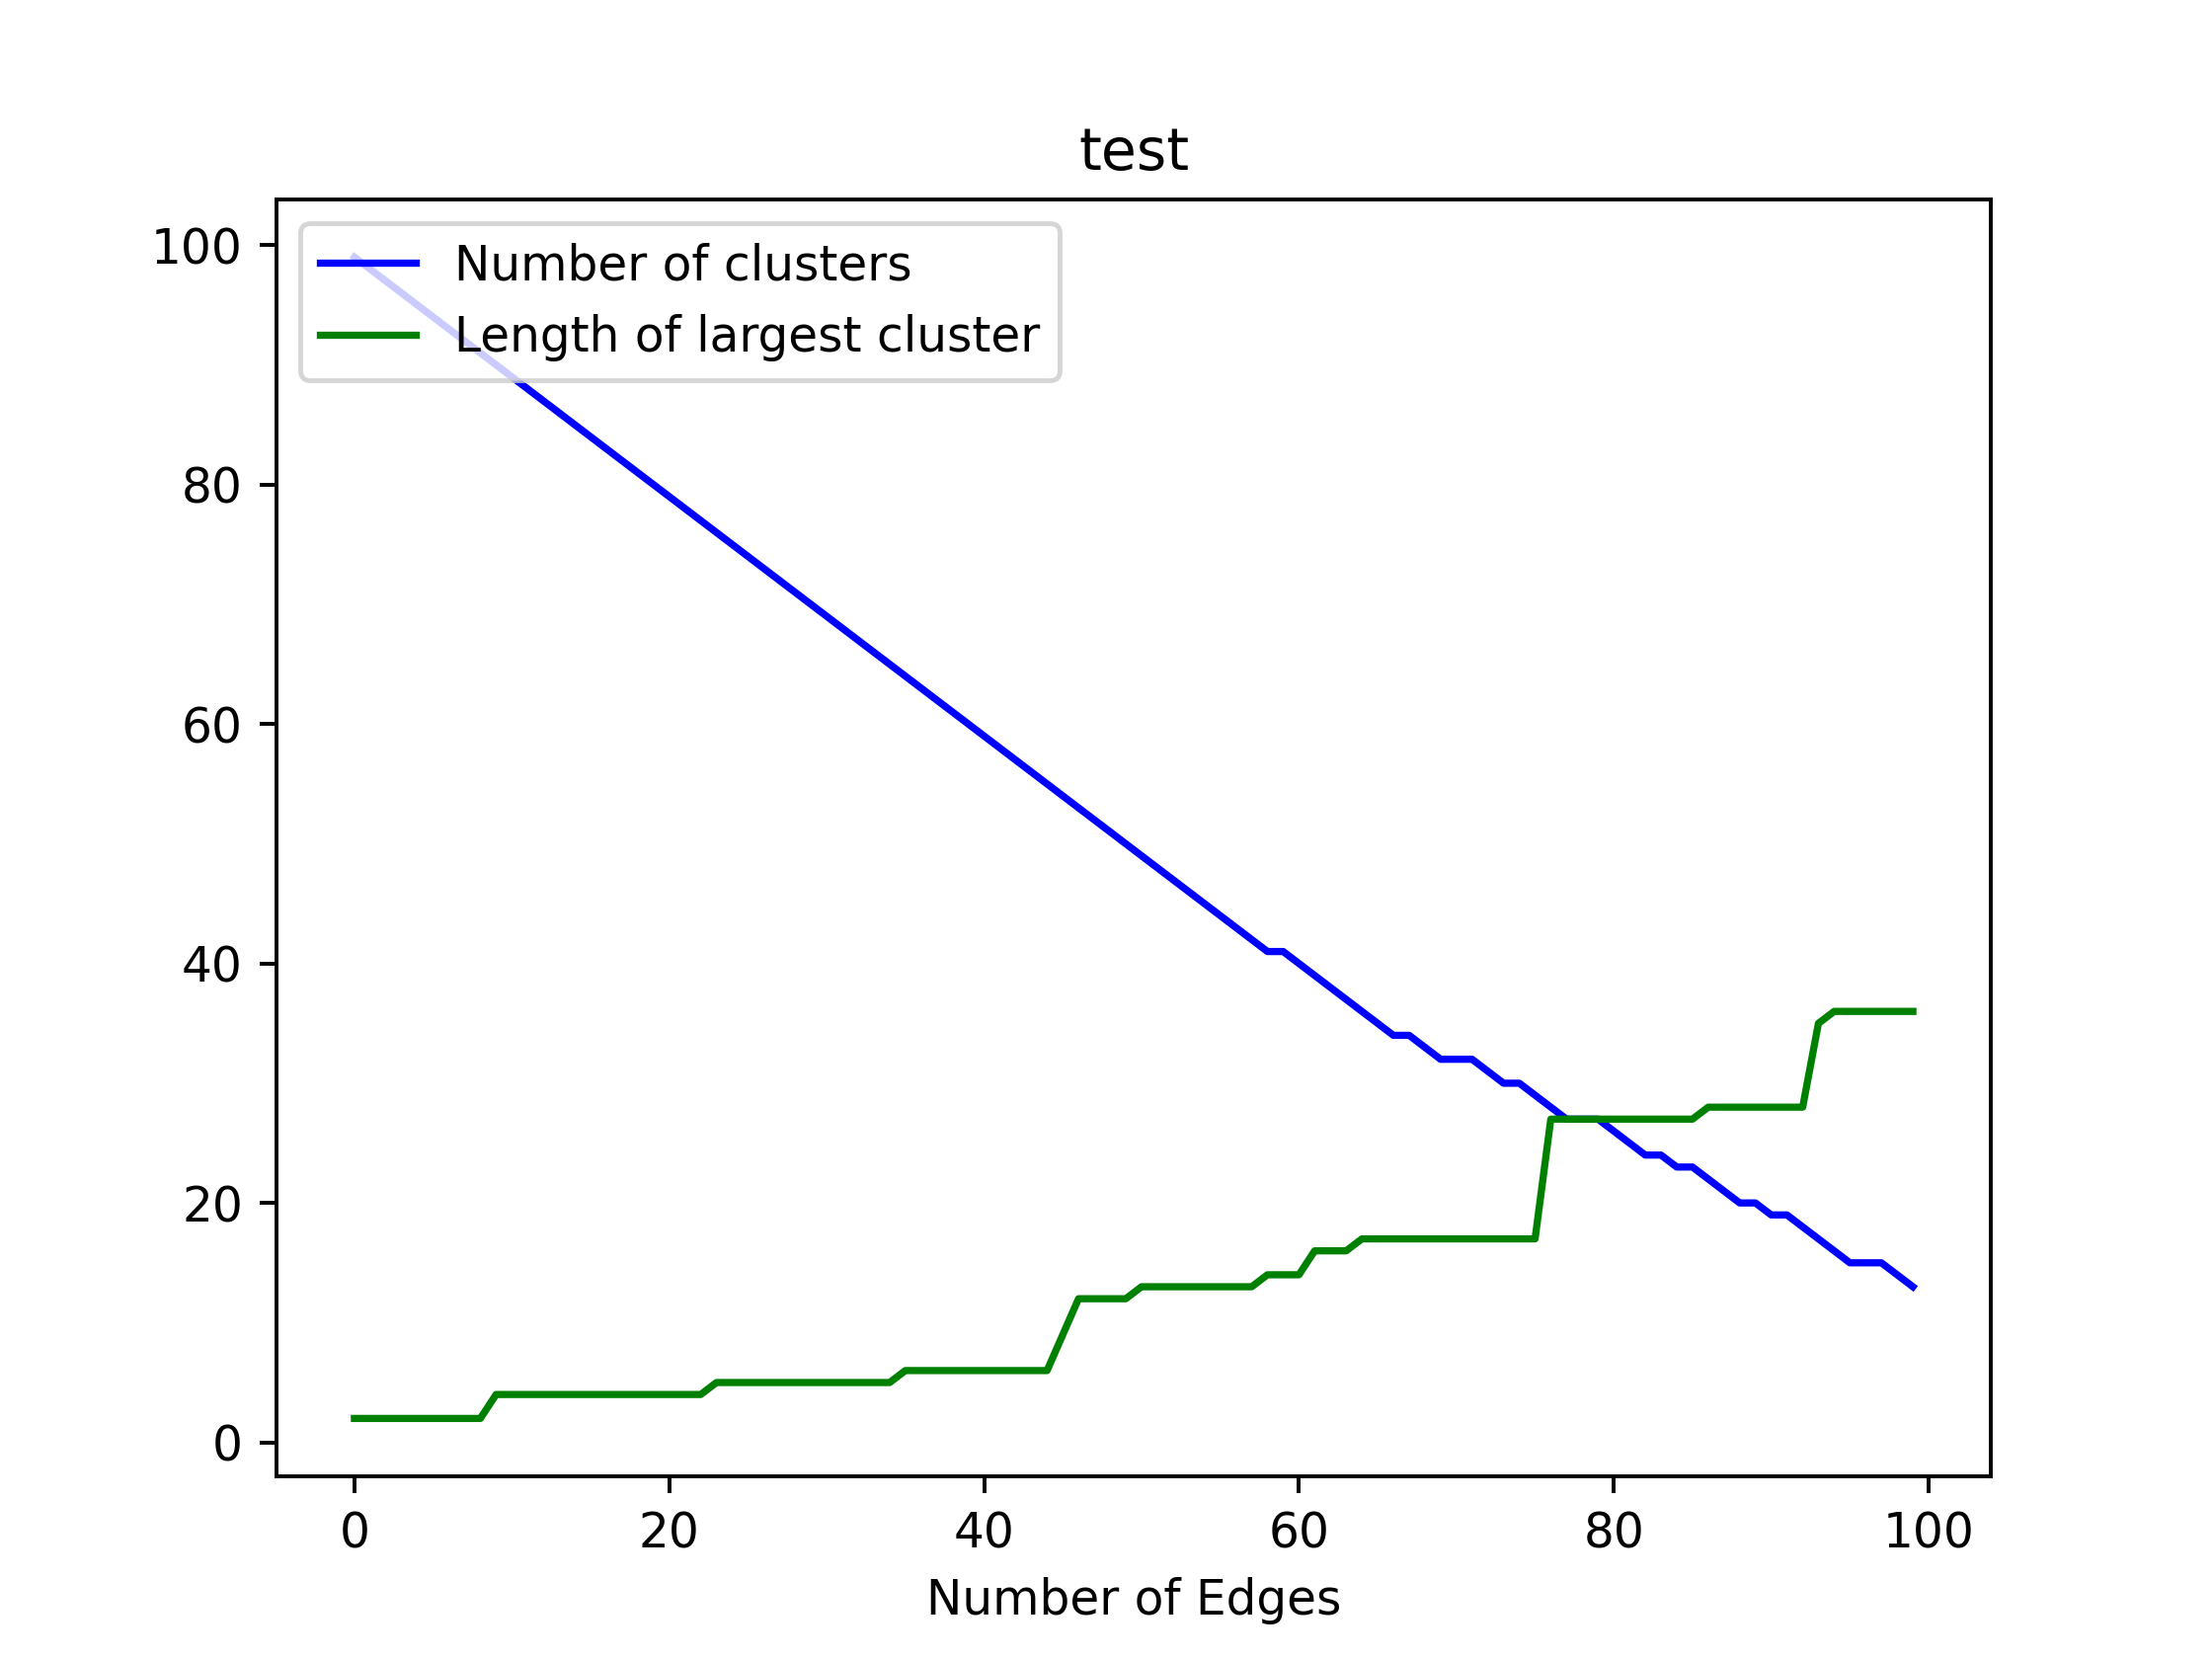 test
Number of clusters
Length of largest cluster
100
80
60
40
20
0
0 20 40 60 80 100
Number of Edges